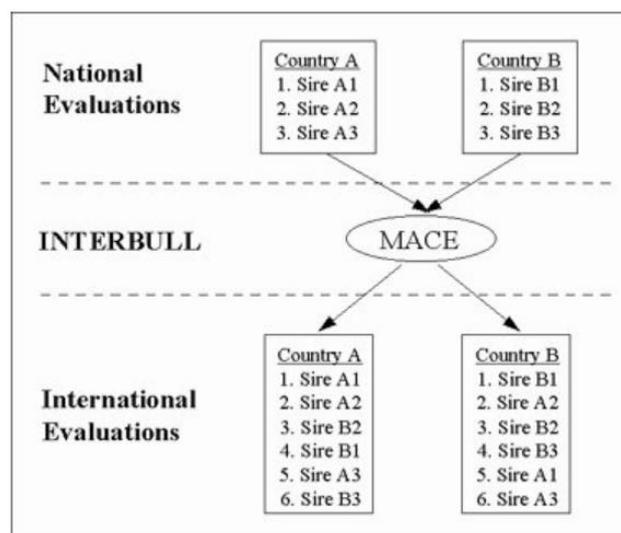 National
Evaluations
Country A
1. Sire A1
2. Sire A2
3. Sire A3
Country B
1. Sire B1
2. Sire B2
3. Sire B3
INTERBULL
MACE
International
Evaluations
Country A
1. Sire A1
2. Sire A2
3. Sire B2
4. Sire B1
5. Sire A3
6. Sire B3
Country B
1. Sire B1
2. Sire A2
3. Sire B2
4. Sire B3
5. Sire A1
6. Sire A3